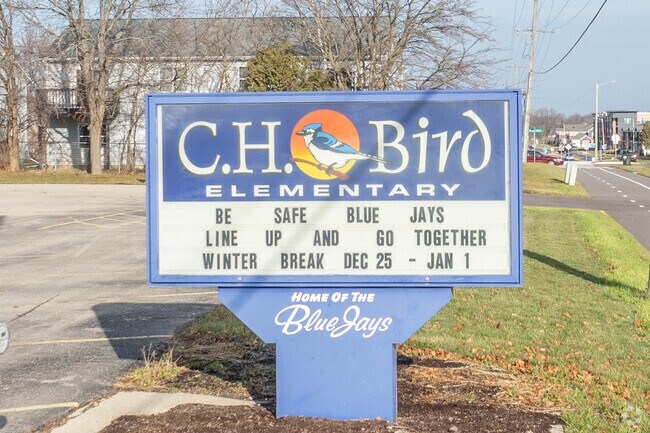 C.H. Bird
ELEMENTARY
BE SAFE BLUE JAYS
LINE UP AND GO TOGETHER
WINTER BREAK DEC 25 - JAN 1
HOME OF THE
Blue Jays